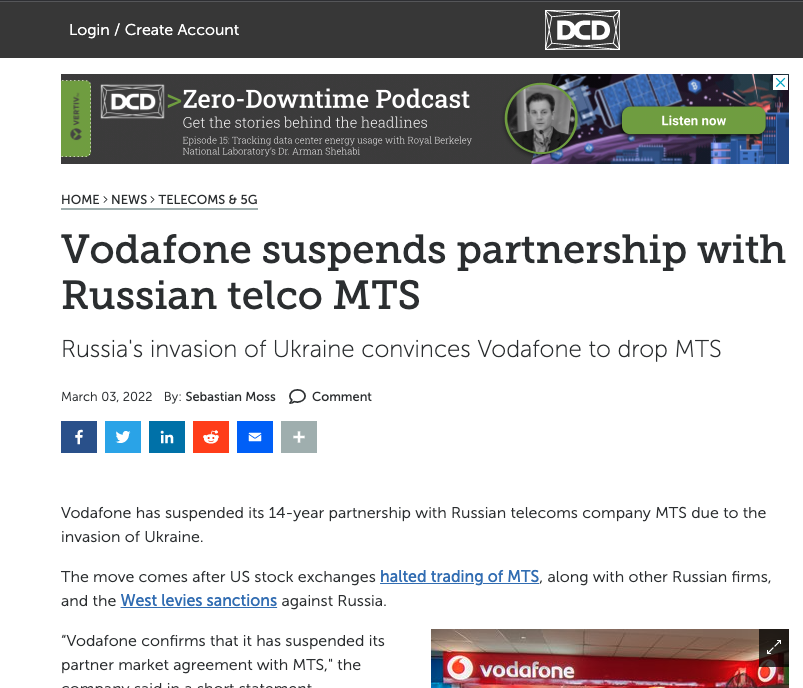 Login / Create Account
DCD
VERTIV
DCD
>Zero-Downtime Podcast
Get the stories behind the headlines
Episode 15: Tracking data center energy usage with Royal Berkeley
National Laboratory's Dr. Arman Shehabi
Listen now
HOME > NEWS > TELECOMS & 5G
Vodafone suspends partnership with
Russian telco MTS
Russia's invasion of Ukraine convinces Vodafone to drop MTS
March 03, 2022 By: Sebastian Moss Comment
Vodafone has suspended its 14-year partnership with Russian telecoms company MTS due to the
invasion of Ukraine.
The move comes after US stock exchanges halted trading of MTS, along with other Russian firms,
and the West levies sanctions against Russia.
“Vodafone confirms that it has suspended its
partner market agreement with MTS," the
company said in a short statement
vodafone